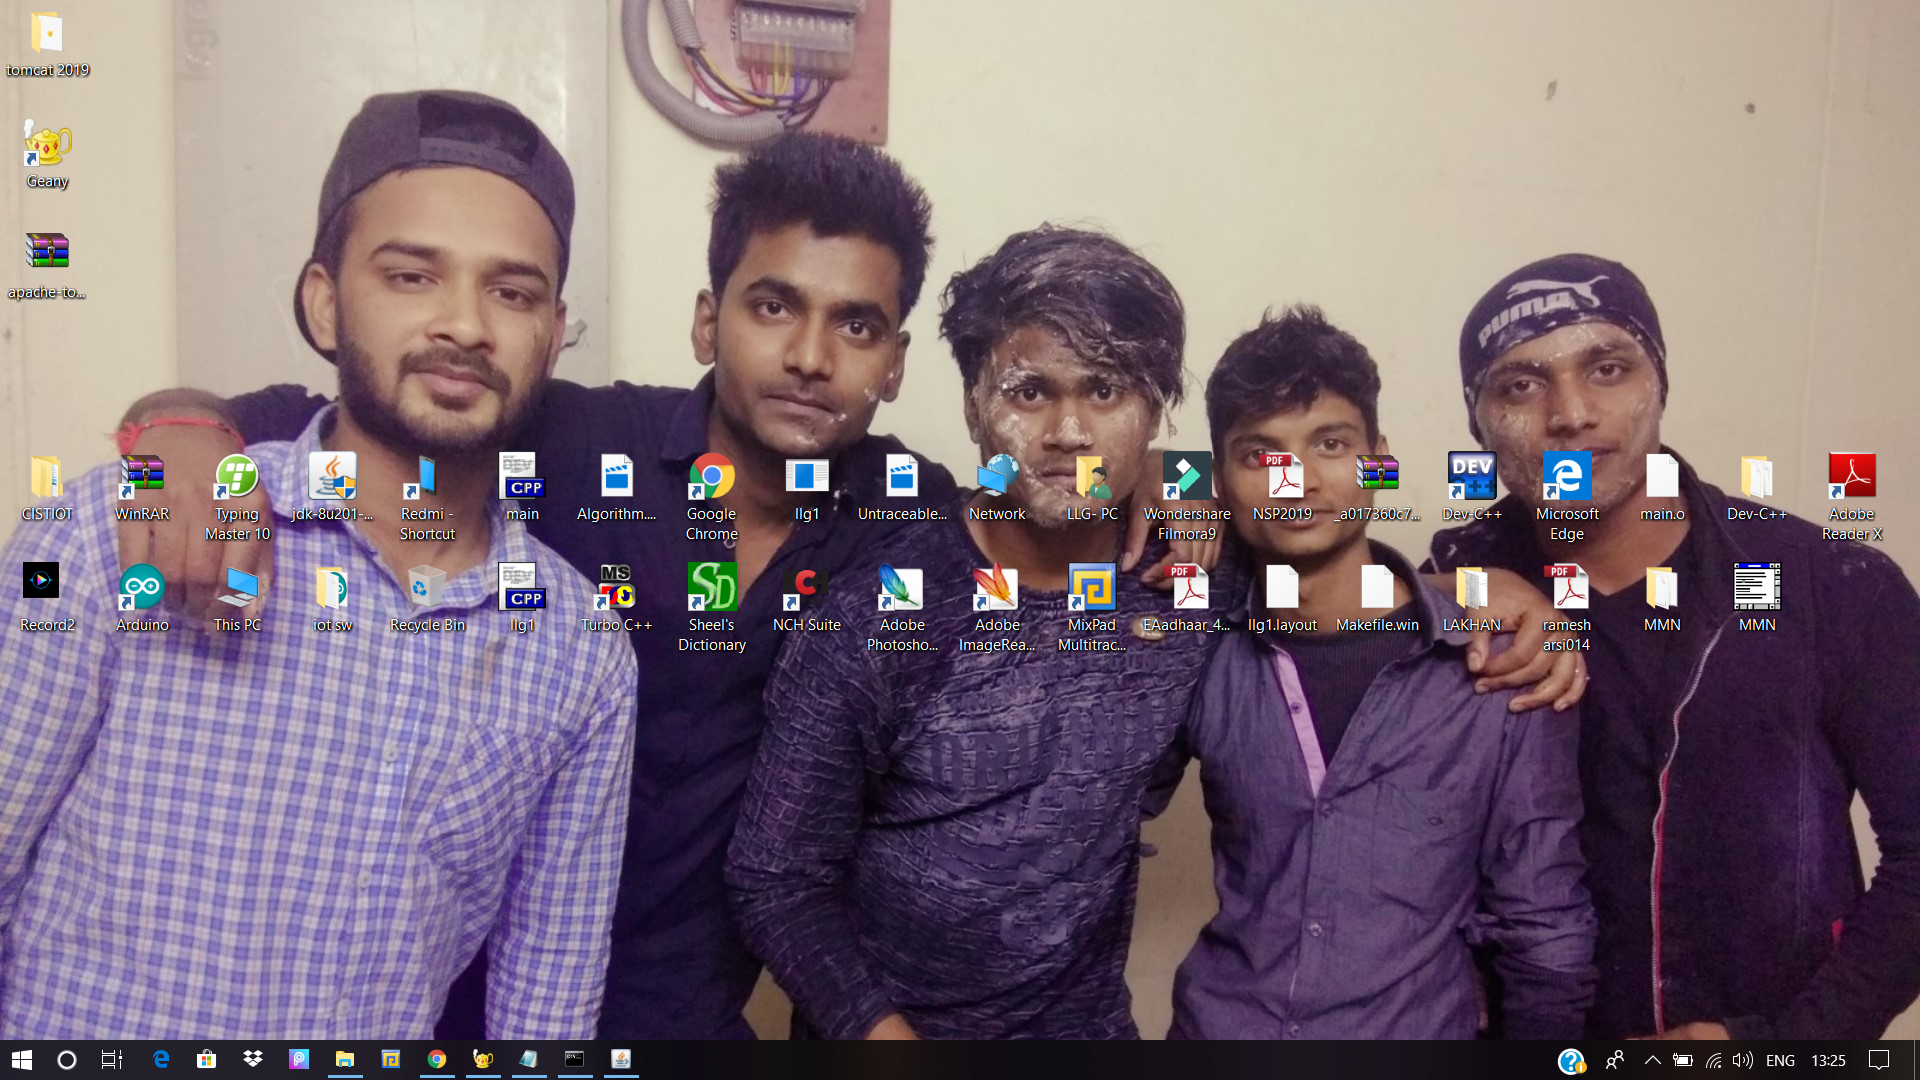 tomcat 2019
Geany
apache-to...
PUMA
CISTIOT
WinRAR
Typing
Master 10
jdk-8u201-...
Redmi -
Shortcut
main
Algorithm....
Google
Chrome
llg1
Untraceable...
Network
LLG- PC
Wondershare
Filmora9
NSP2019
_a017360c7...
Dev-C++
Microsoft
Edge
main.o
Dev-C++
Adobe
Reader X
CPP
PDF
DEV
C++
Record2
Arduino
This PC
iot sw
Recycle Bin
llg1
Turbo C++
Sheel's
Dictionary
NCH Suite
Adobe
Photosho...
Adobe
ImageRea...
MixPad
Multitrac...
EAadhaar_4...
llg1.layout
Makefile.win
LAKHAN
ramesh
arsi014
MMN
MMN
CPP
MS
SD
PDF
PDF
ENG
13:25